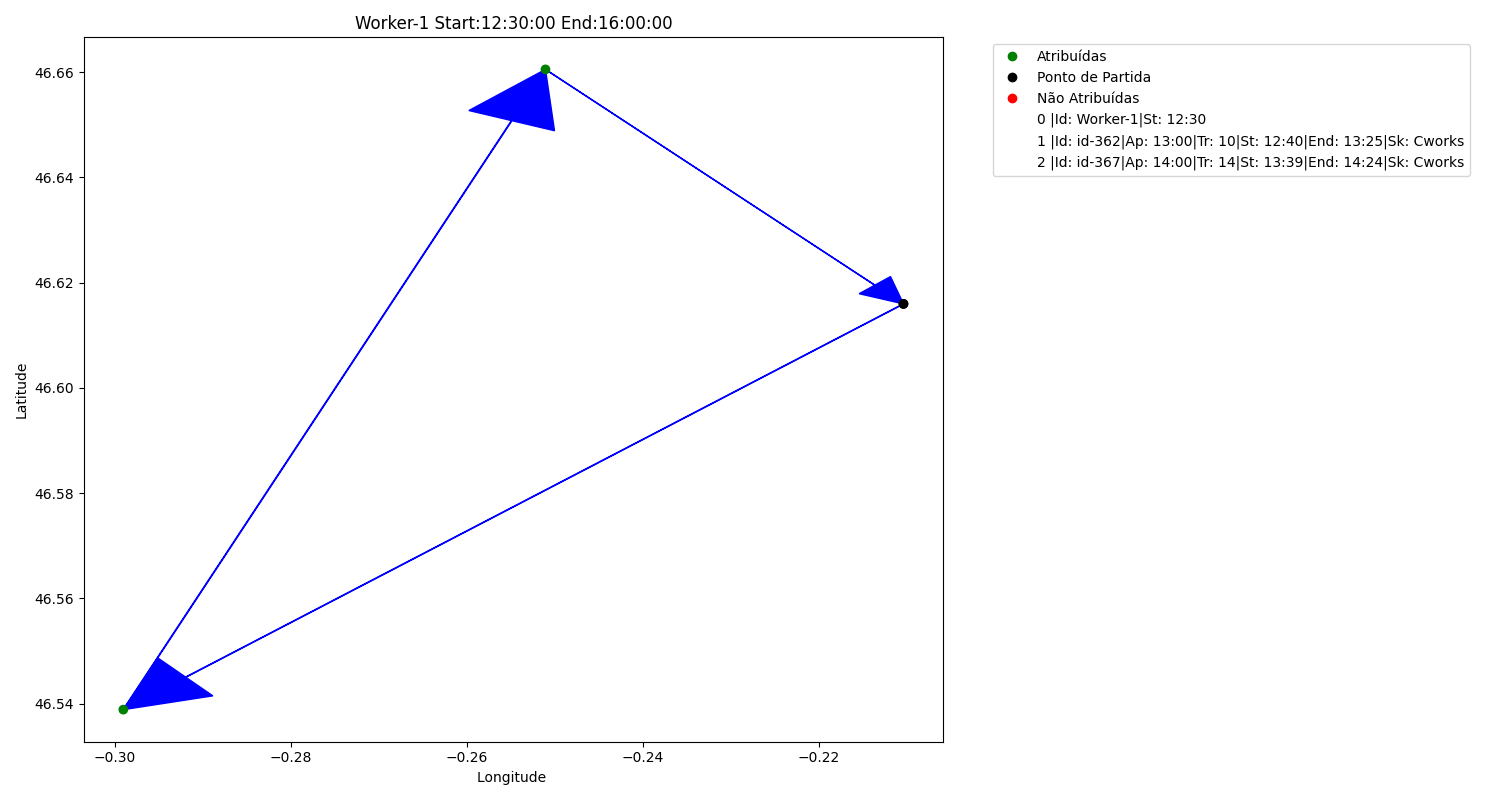 Worker-1 Start:12:30:00 End:16:00:00
Atribuídas
Ponto de Partida
Não Atribuídas
0 |Id: Worker-1|St: 12:30
1 |Id: id-362|Ap: 13:00|Tr: 10|St: 12:40|End: 13:25|Sk: Cworks
2 |Id: id-367|Ap: 14:00|Tr: 14|St: 13:39|End: 14:24|Sk: Cworks
Latitude
46.66
46.64
46.62
46.60
46.58
46.56
46.54
−0.30 −0.28 −0.26 −0.24 −0.22
Longitude